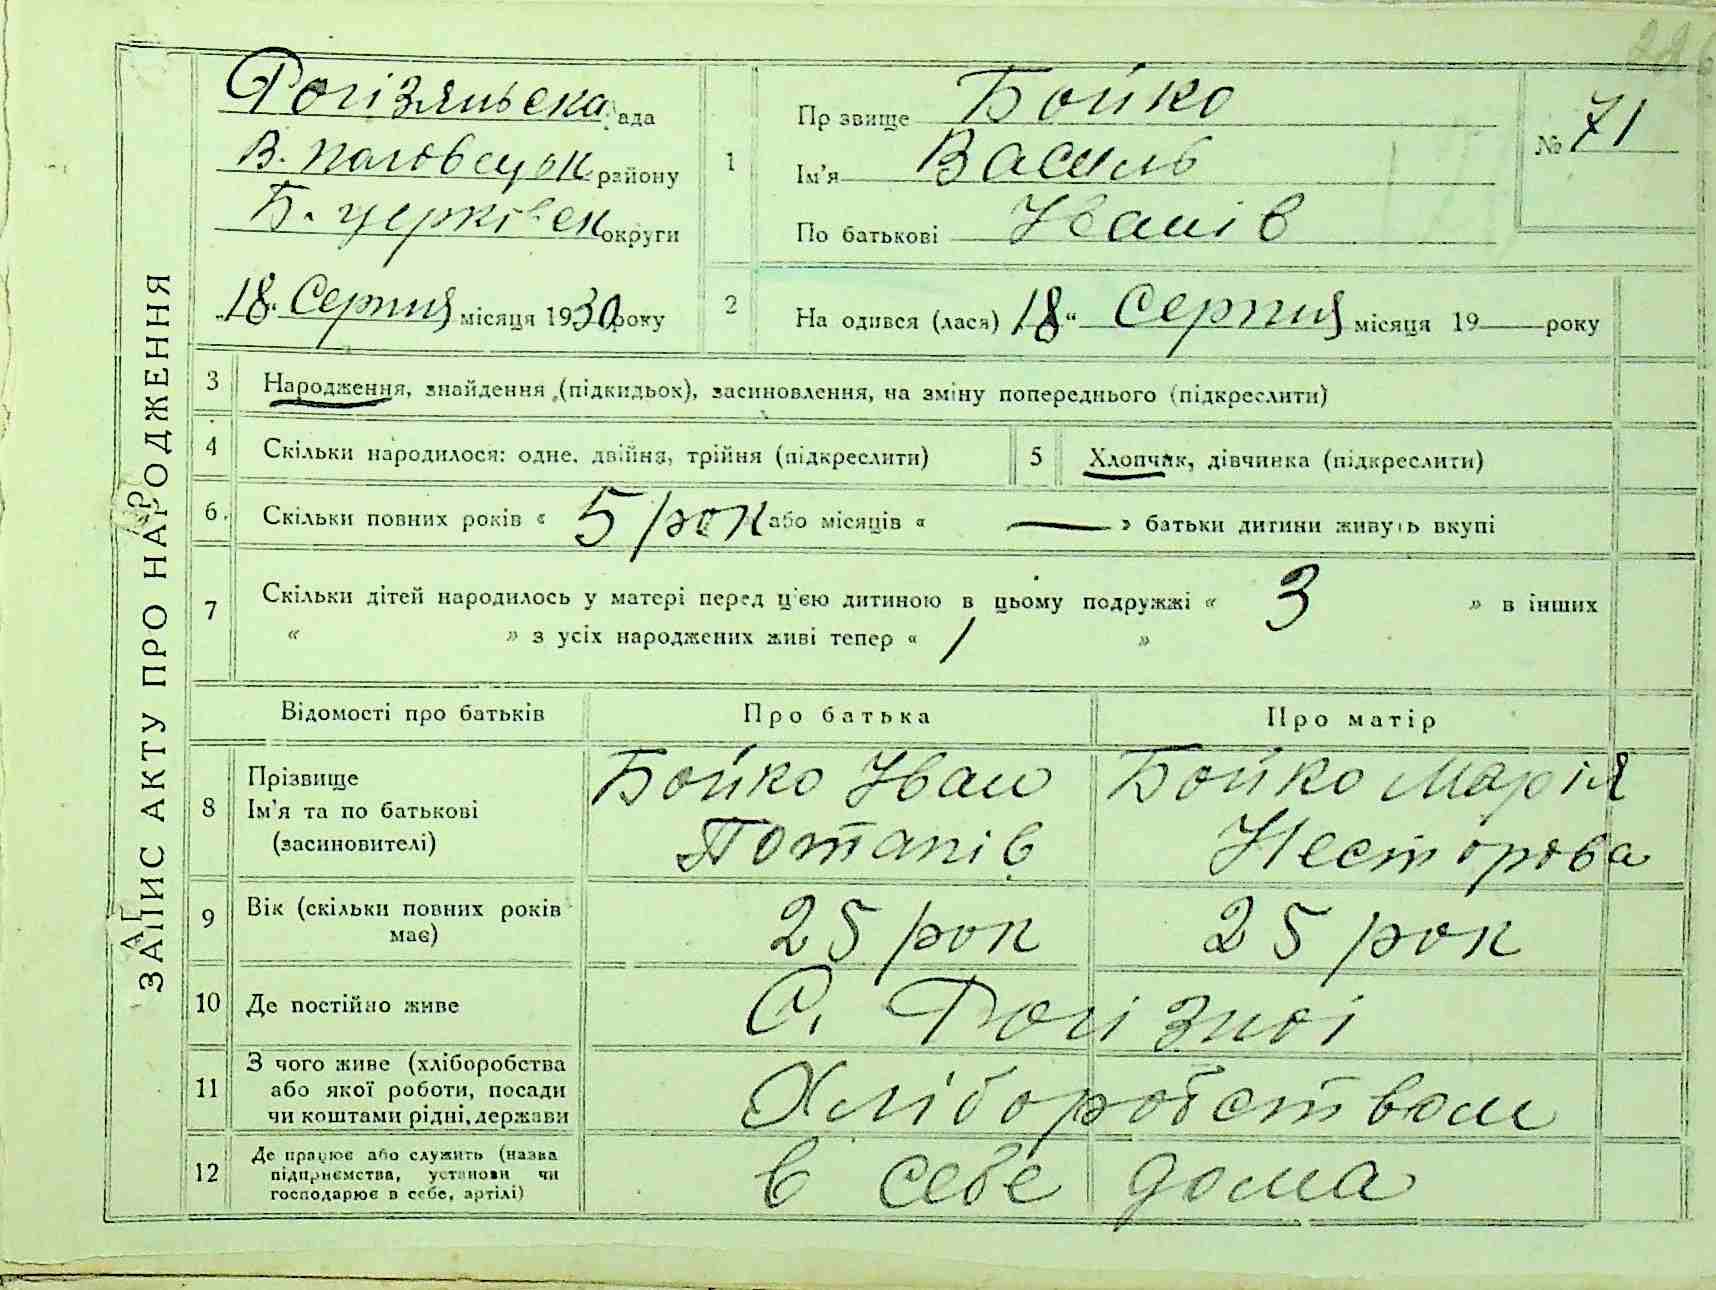 ЗАПИС АКТУ ПРО НАРОДЖЕННЯ
Рогізнянська рада
В. Половецьк району
Б. Церківськ округи
„18“ Серпня місяця 1930 року
1
Прізвище Бойко
Ім'я Василь
По батькові Іванів
№ 71
2
На одився (лася) 18“ Серпня місяця 19— року
3 Народження, знайдення (підкидьок), засиновлення, на зміну попереднього (підкреслити)
4 Скільки народилося: одне, двійня, трійня (підкреслити)
5 Хлопчик, дівчинка (підкреслити)
6. Скільки повних років « 5 рок або місяців « — » батьки дитини живуть вкупі
7 Скільки дітей народилось у матері перед цією дитиною в цьому подружжі « 3 » в інших
« » з усіх народжених живі тепер « 1 »
Відомості про батьків Про батька Про матір
8 Прізвище
Ім'я та по батькові
(засиновителі)
Бойко Іван
Потапів
Бойко Марія
Несторова
9 Вік (скільки повних років
має)
25 рок 25 рок
10 Де постійно живе С. Рогізні
11 З чого живе (хліборобства
або якої роботи, посади
чи коштами рідні, держави
Хліборобством
12 Де працює або служить (назва
підприємства, установи чи
господарює в себе, артілі)
в себе дома